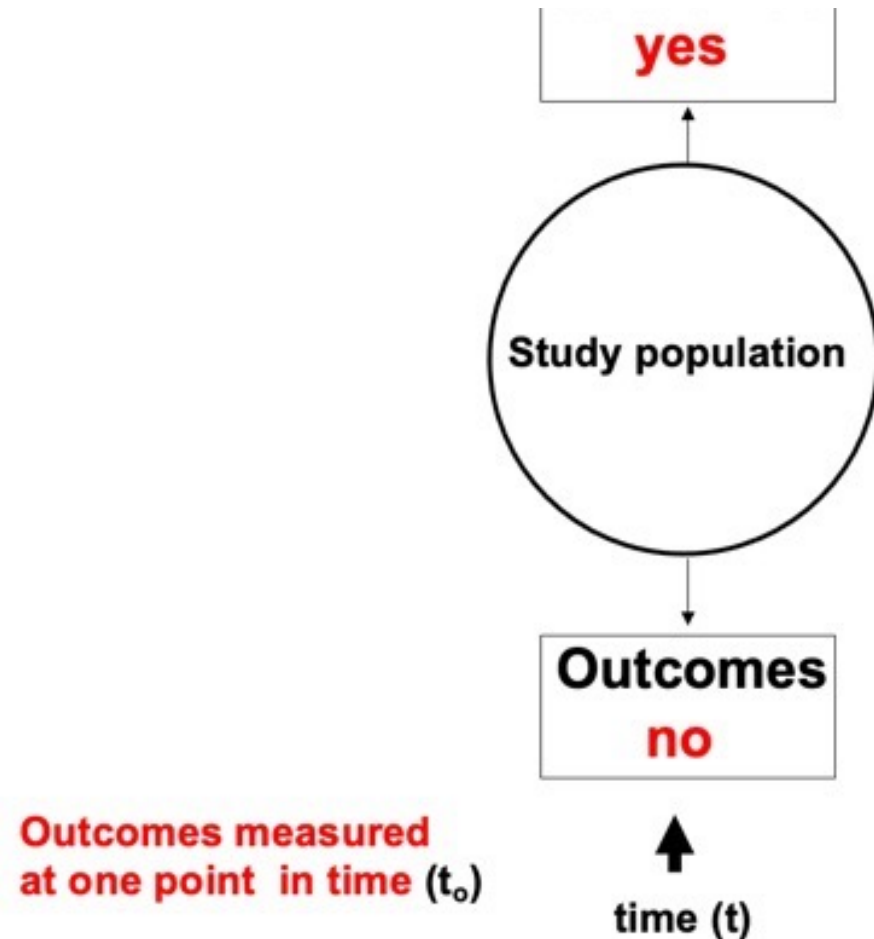 yes
Study population
Outcomes
no
Outcomes measured
at one point in time (to)
time (t)